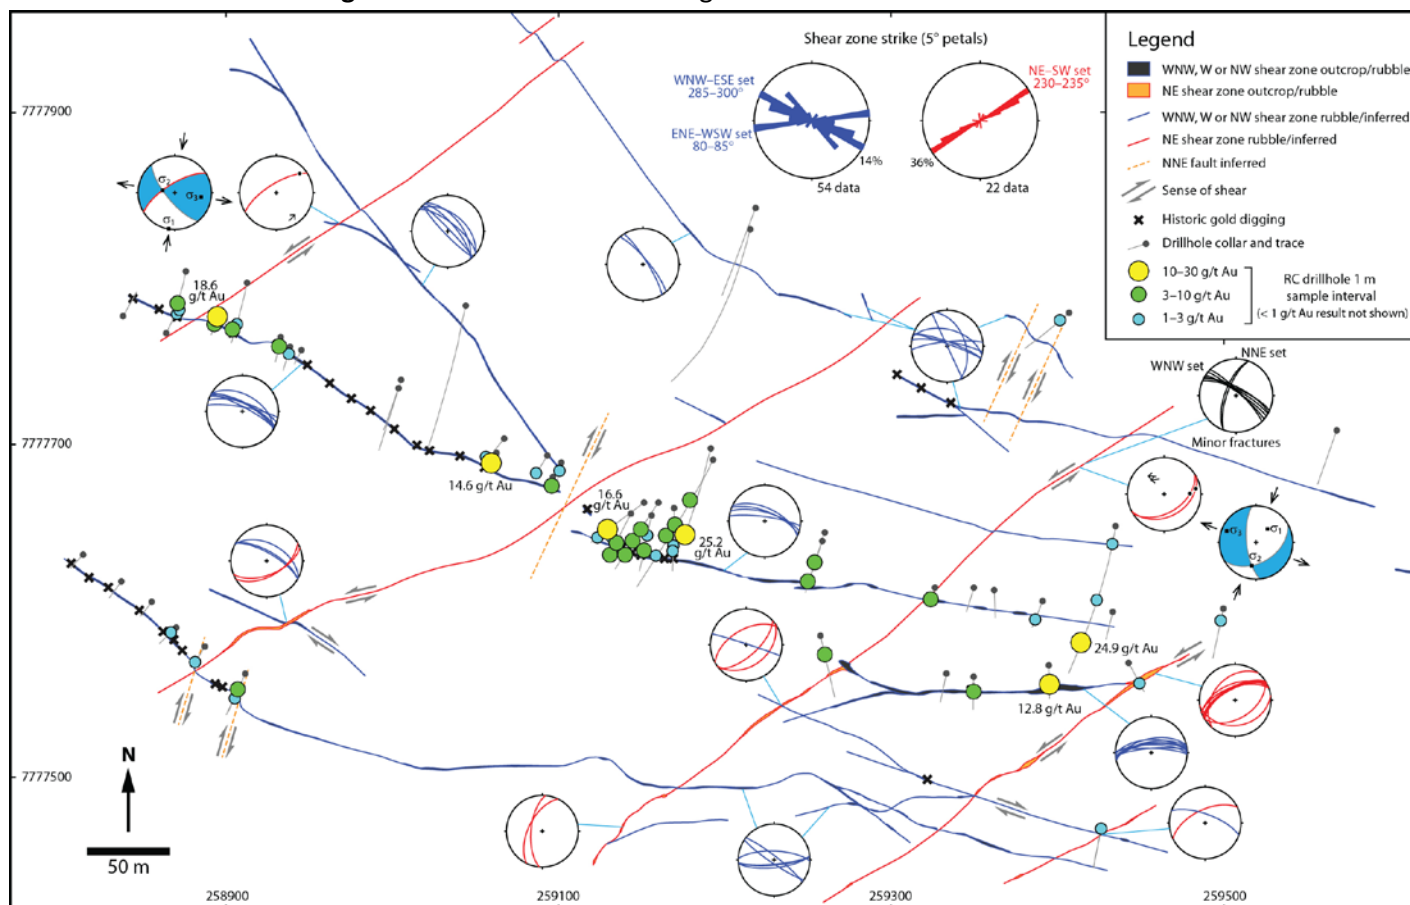 Shear zone strike (5° petals)
WNW–ESE set
285–300°
ENE–WSW set
80–85°
14%
54 data
NE–SW set
230–235°
36%
22 data
Legend
WNW, W or NW shear zone outcrop/rubble
NE shear zone outcrop/rubble
WNW, W or NW shear zone rubble/inferred
NE shear zone rubble/inferred
NNE fault inferred
Sense of shear
Historic gold digging
Drillhole collar and trace
10–30 g/t Au
3–10 g/t Au
1–3 g/t Au
RC drillhole 1 m
sample interval
(< 1 g/t Au result not shown)
7777900
σ2
σ3
σ1
18.6
g/t Au
NNE set
WNW set
Minor fractures
7777700
14.6 g/t Au
16.6
g/t Au
25.2
g/t Au
σ3
σ1
σ2
24.9 g/t Au
12.8 g/t Au
N
7777500
50 m
258900
259100
259300
259500